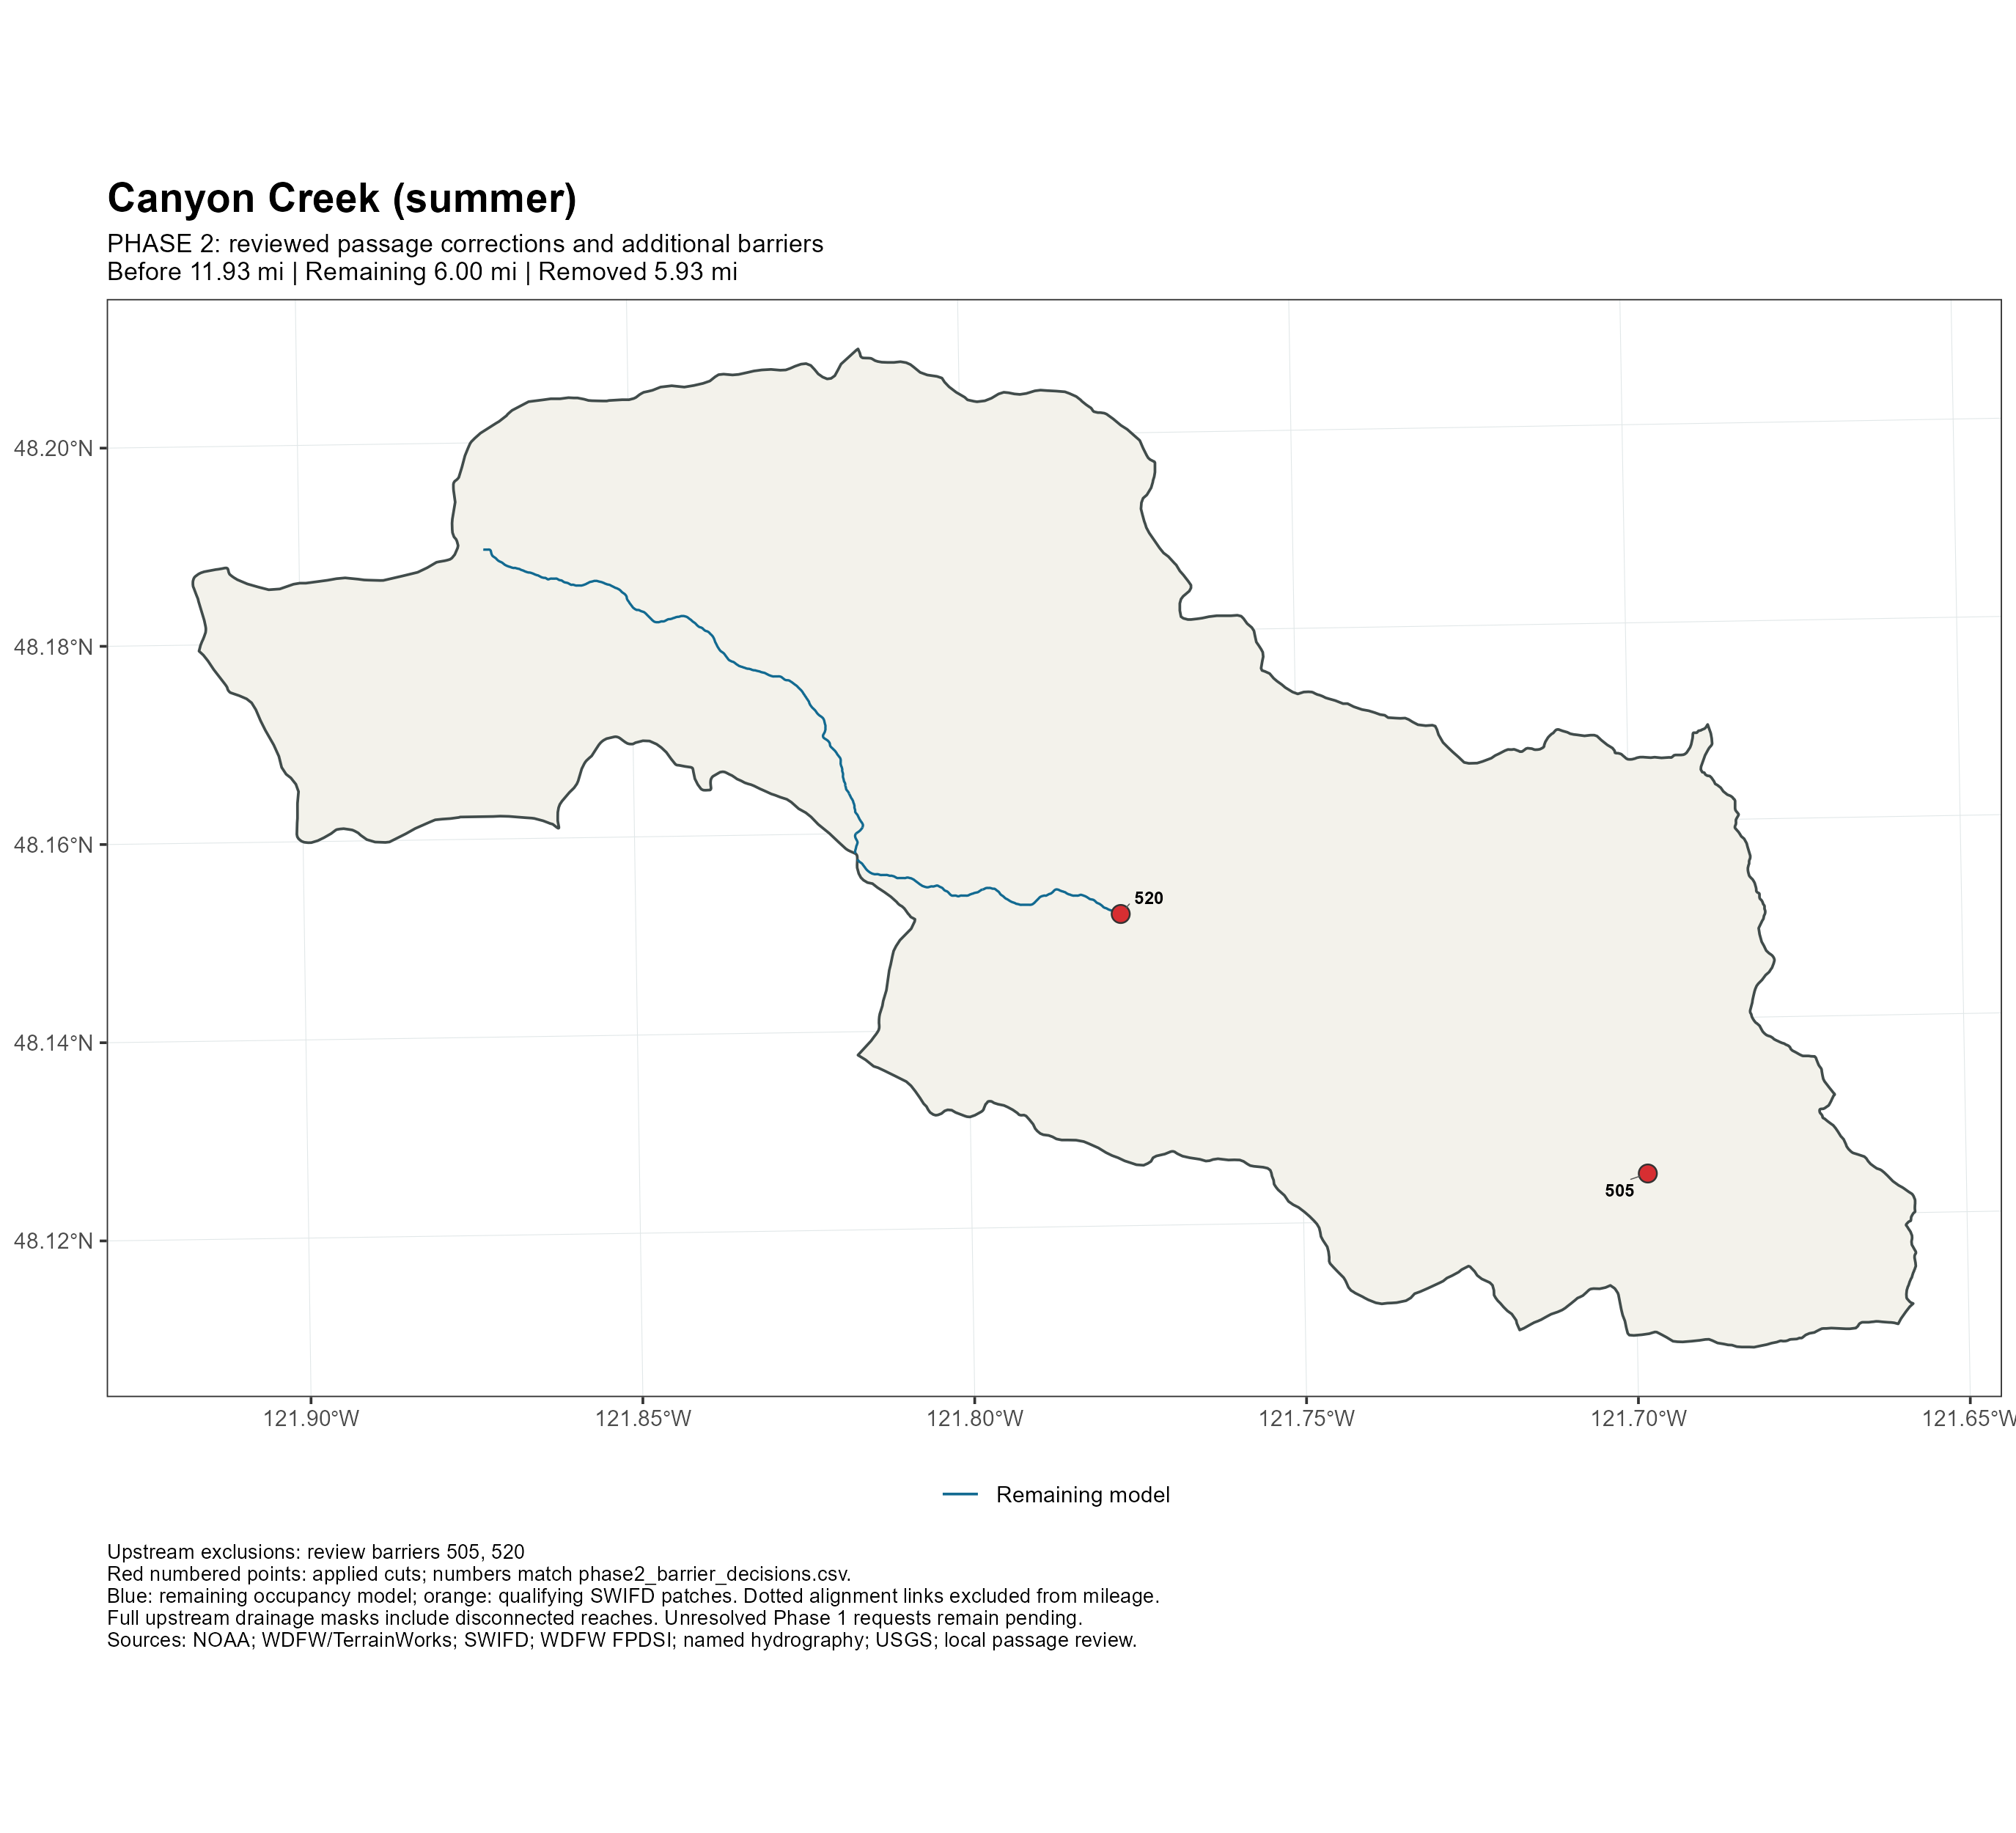 Canyon Creek (summer)
PHASE 2: reviewed passage corrections and additional barriers
Before 11.93 mi | Remaining 6.00 mi | Removed 5.93 mi
48.20°N
48.18°N
48.16°N
48.14°N
48.12°N
520
505
121.90°W
121.85°W
121.80°W
121.75°W
121.70°W
121.65°W
Remaining model
Upstream exclusions: review barriers 505, 520
Red numbered points: applied cuts; numbers match phase2_barrier_decisions.csv.
Blue: remaining occupancy model; orange: qualifying SWIFD patches. Dotted alignment links excluded from mileage.
Full upstream drainage masks include disconnected reaches. Unresolved Phase 1 requests remain pending.
Sources: NOAA; WDFW/TerrainWorks; SWIFD; WDFW FPDSI; named hydrography; USGS; local passage review.